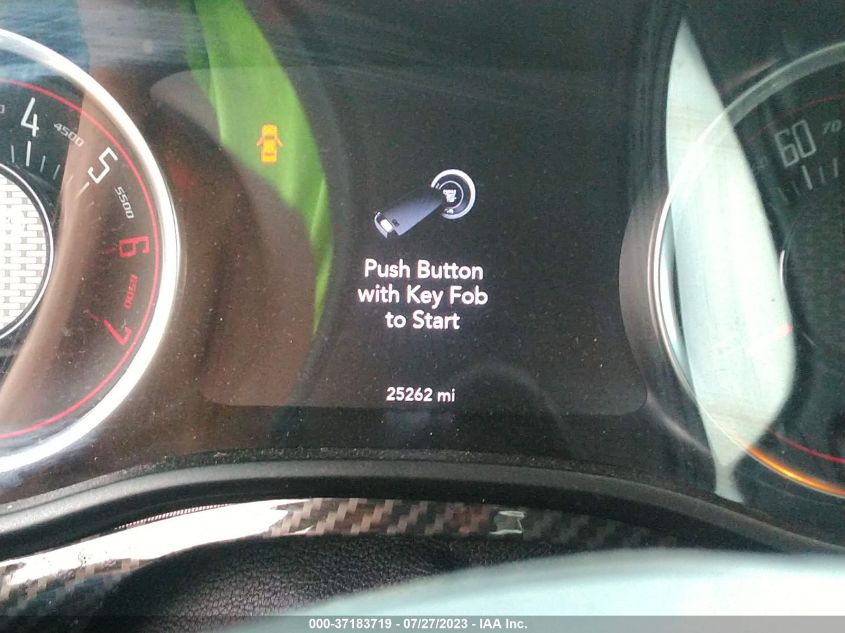 4
4500
5
5500
6
6500
7
Push Button
with Key Fob
to Start
25262 mi
60
70
000-37183719 / 07/27/2023 - IAA Inc.